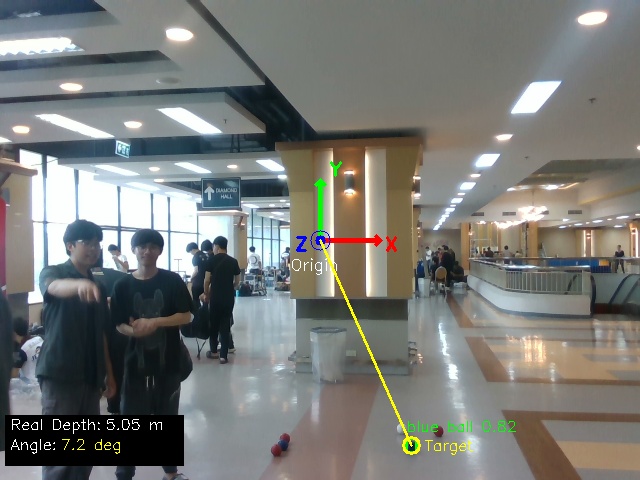 DIAMOND
HALL
Y
Z
X
Origin
blue ball 0.82
Target
Real Depth: 5.05 m
Angle: 7.2 deg